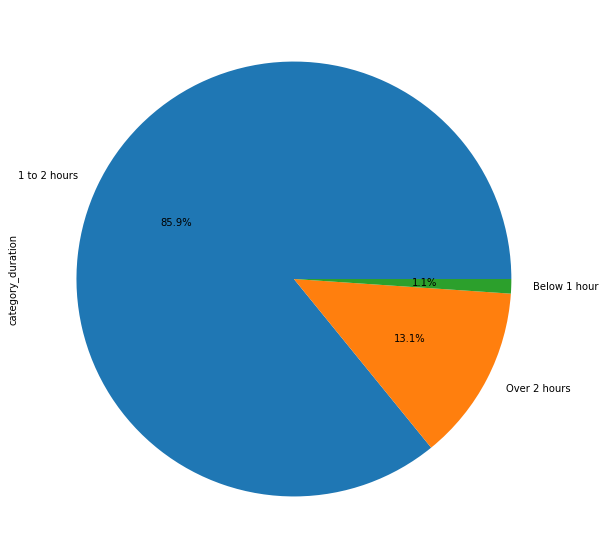 1 to 2 hours
85.9%
category_duration
1.1%
Below 1 hour
13.1%
Over 2 hours